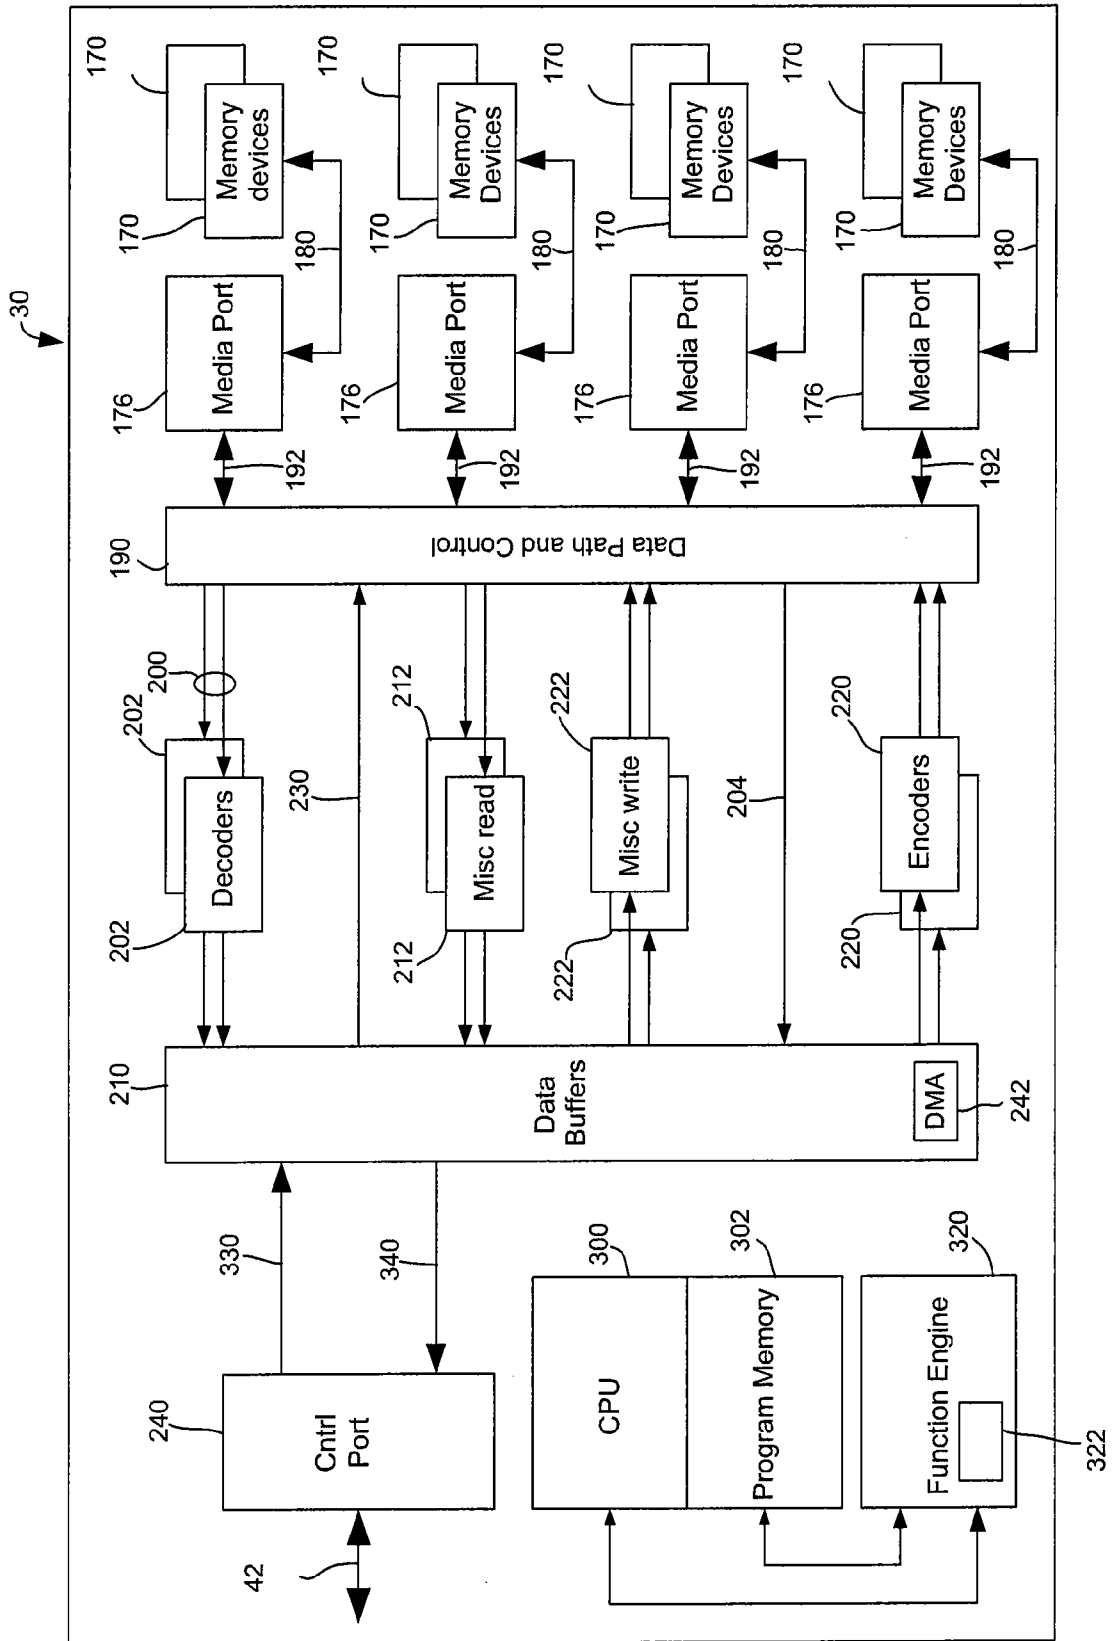 30
42
240
Cntrl
Port
330
340
210
Data
Buffers
DMA
242
300
CPU
302
Program Memory
320
Function Engine
322
202
202
Decoders
200
230
212
212
Misc read
222
222
Misc write
204
220
220
Encoders
190
Data Path and Control
192
176
Media Port
180
170
170
Memory
devices
192
176
Media Port
180
170
170
Memory
Devices
192
176
Media Port
180
170
170
Memory
Devices
192
176
Media Port
180
170
170
Memory
Devices